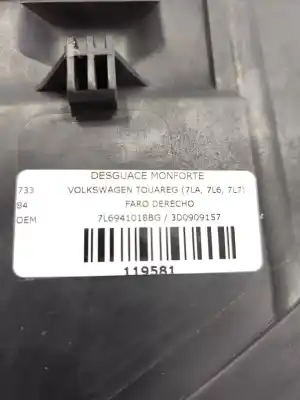 DESGUACE MONFORTE
733 VOLKSWAGEN TOUAREG (7LA, 7L6, 7L7)
84 FARO DERECHO
OEM 7L6941018BG / 3D0909157
119581